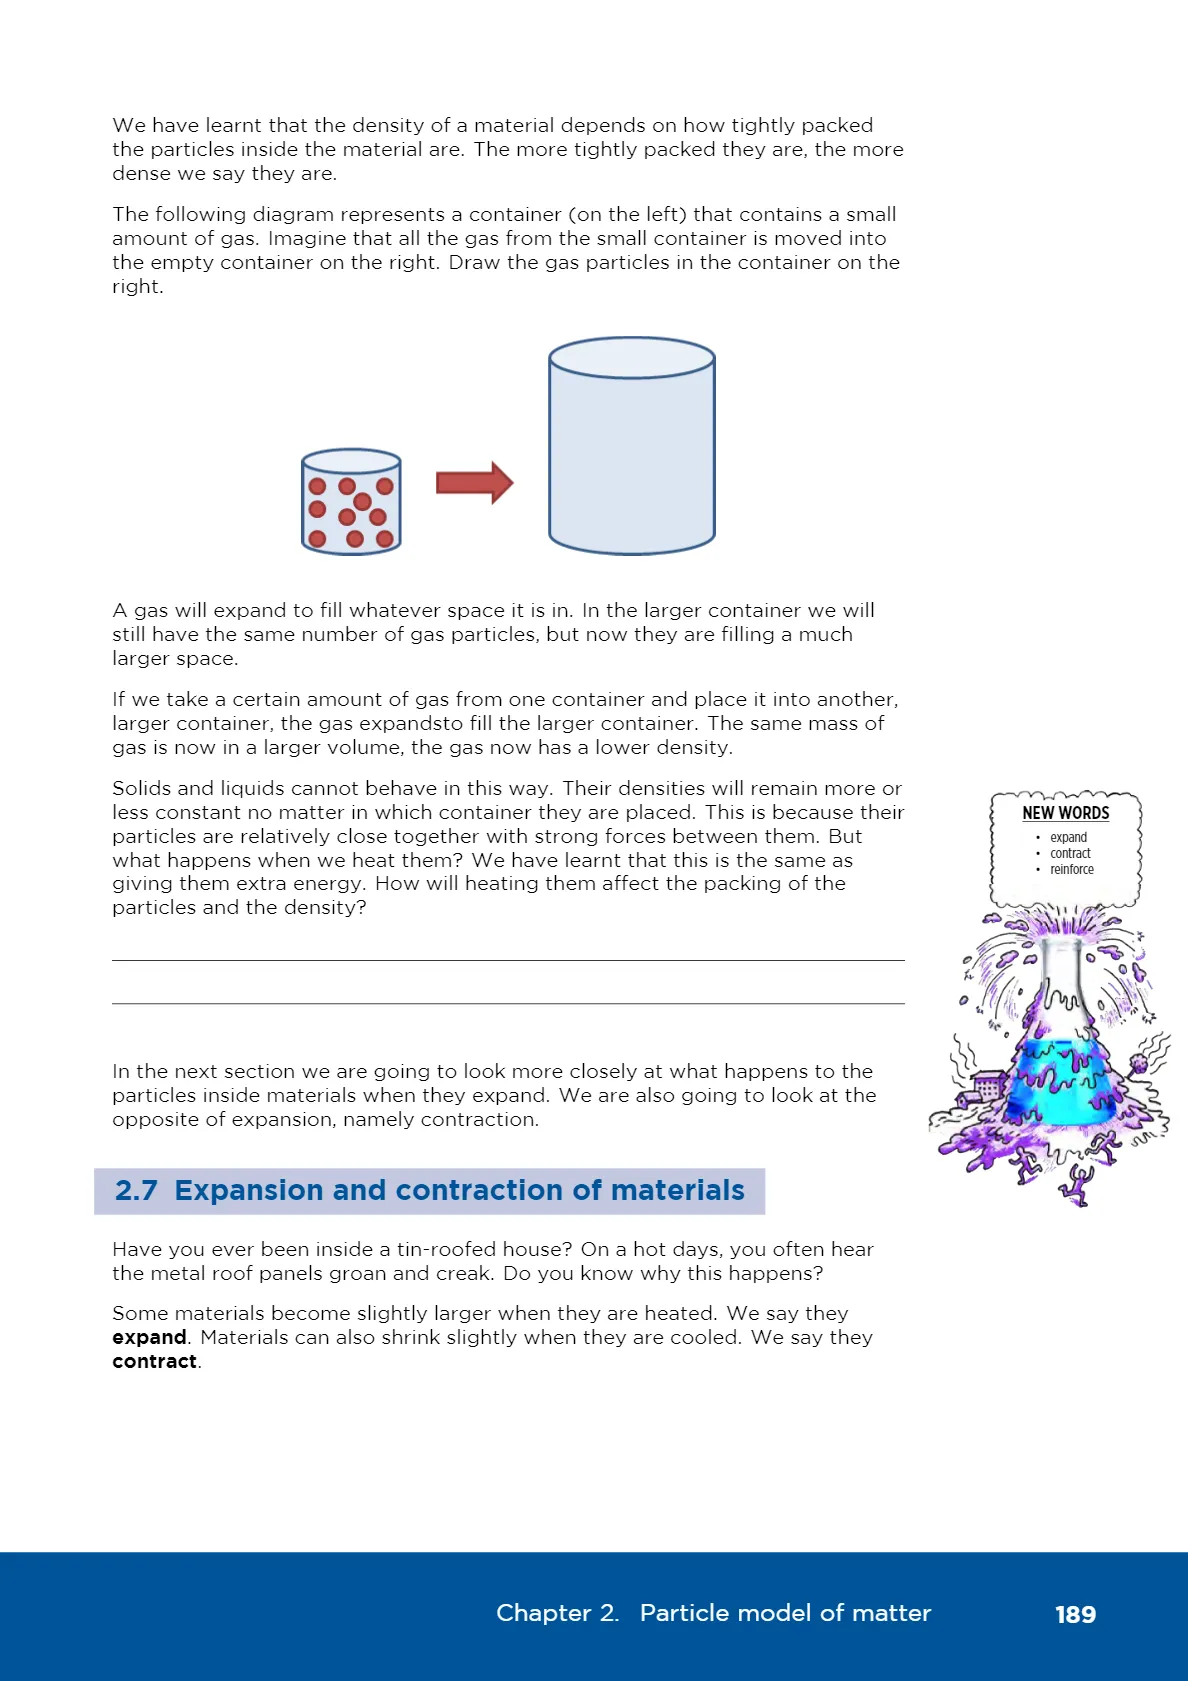 We have learnt that the density of a material depends on how tightly packed
the particles inside the material are. The more tightly packed they are, the more
dense we say they are.
The following diagram represents a container (on the left) that contains a small
amount of gas. Imagine that all the gas from the small container is moved into
the empty container on the right. Draw the gas particles in the container on the
right.
A gas will expand to fill whatever space it is in. In the larger container we will
still have the same number of gas particles, but now they are filling a much
larger space.
If we take a certain amount of gas from one container and place it into another,
larger container, the gas expandsto fill the larger container. The same mass of
gas is now in a larger volume, the gas now has a lower density.
Solids and liquids cannot behave in this way. Their densities will remain more or
less constant no matter in which container they are placed. This is because their
particles are relatively close together with strong forces between them. But
what happens when we heat them? We have learnt that this is the same as
giving them extra energy. How will heating them affect the packing of the
particles and the density?
NEW WORDS
• expand
• contract
• reinforce
In the next section we are going to look more closely at what happens to the
particles inside materials when they expand. We are also going to look at the
opposite of expansion, namely contraction.
2.7 Expansion and contraction of materials
Have you ever been inside a tin-roofed house? On a hot days, you often hear
the metal roof panels groan and creak. Do you know why this happens?
Some materials become slightly larger when they are heated. We say they
expand. Materials can also shrink slightly when they are cooled. We say they
contract.
Chapter 2. Particle model of matter 189